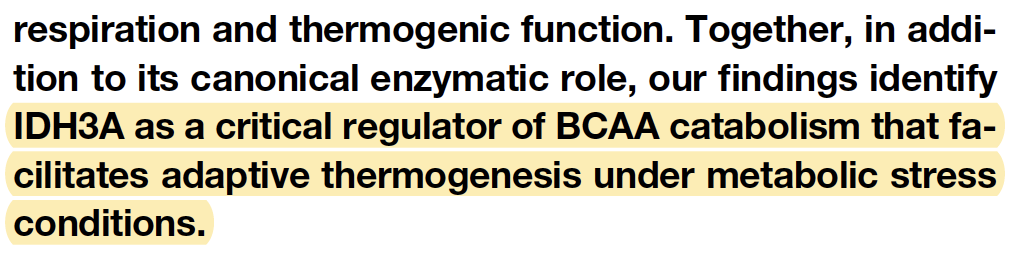 respiration and thermogenic function. Together, in addi-
tion to its canonical enzymatic role, our findings identify
IDH3A as a critical regulator of BCAA catabolism that fa-
cilitates adaptive thermogenesis under metabolic stress
conditions.